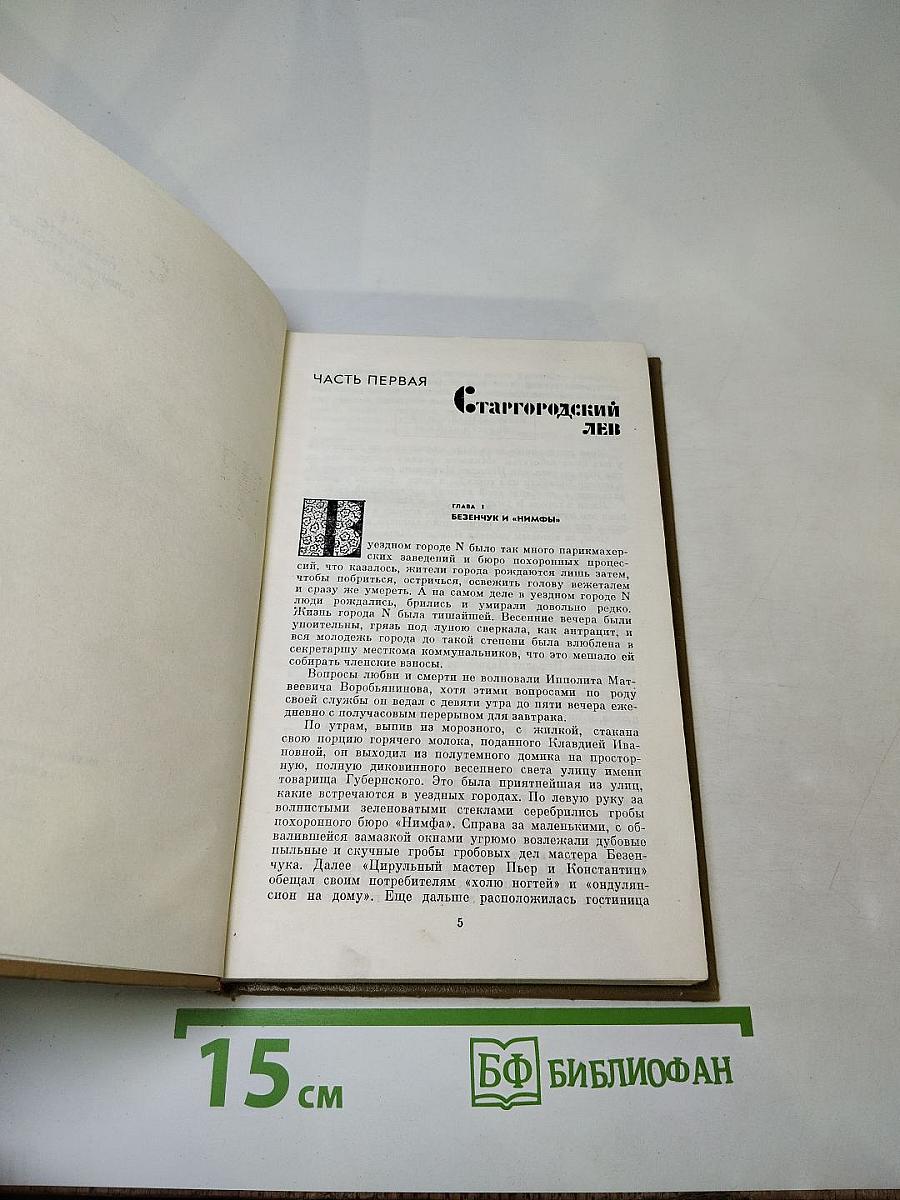 ЧАСТЬ ПЕРВАЯ
Старгородский
ЛЕВ
ГЛАВА I
БЕЗЕНЧУК И «НИМФЫ»
В уездном городе N было так много парикмахер-
ских заведений и бюро похоронных процес-
сий, что казалось, жители города рождаются лишь затем,
чтобы побриться, остричься, освежить голову вежеталем
и сразу же умереть. А на самом деле в уездном городе N
люди рождались, брились и умирали довольно редко.
Жизнь города N была тишайшей. Весенние вечера были
упоительны, грязь под луною сверкала, как антрацит, и
вся молодежь города до такой степени была влюблена в
секретаршу месткома коммунальников, что это мешало ей
собирать членские взносы.
Вопросы любви и смерти не волновали Ипполита Мат-
веевича Воробьянинова, хотя этими вопросами по роду
своей службы он ведал с девяти утра до пяти вечера еже-
дневно с получасовым перерывом для завтрака.
По утрам, выпив из морозного, с жилкой, стакана
свою порцию горячего молока, поданного Клавдией Ива-
новной, он выходил из полутемного домика на простор-
ную, полную диковинного весеннего света улицу имени
товарища Губернского. Это была приятнейшая из улиц,
какие встречаются в уездных городах. По левую руку за
волнистыми зеленоватыми стеклами серебрились гробы
похоронного бюро «Нимфа». Справа за маленькими, с об-
валившейся замазкой окнами угрюмо возлежали дубовые
пыльные и скучные гробы гробовых дел мастера Безен-
чука. Далее «Цирульный мастер Пьер и Константин»
обещал своим потребителям «холю ногтей» и «ондулян-
сион на дому». Еще дальше расположилась гостиница
5
15 см
БФ БИБЛИОФАН